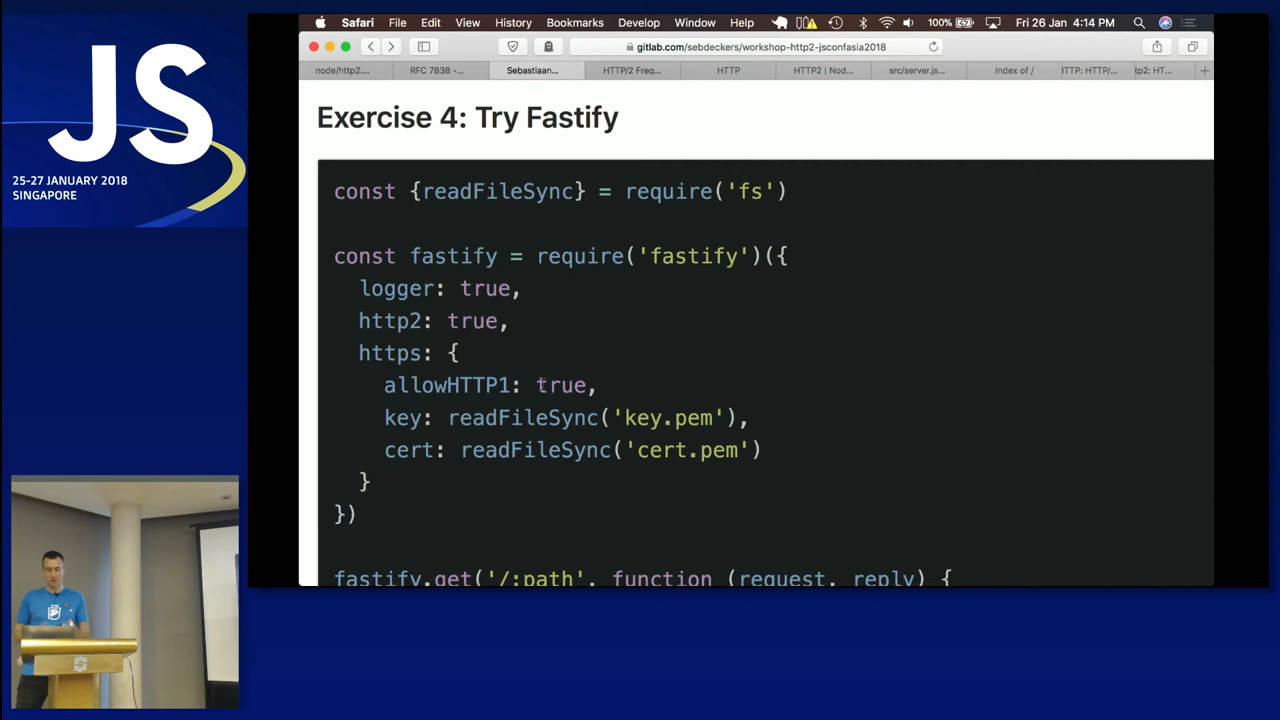 JS
25-27 JANUARY 2018
SINGAPORE
Safari File Edit View History Bookmarks Develop Window Help
100% Fri 26 Jan 4:14 PM
gitlab.com/sebdeckers/workshop-http2-jsconfasia2018
node/http2.... RFC 7838 -... Sebastiaan... HTTP/2 Freq... HTTP HTTP2 | Nod... src/server.js... Index of / ITTP: HTTP/... tp2: HT...
Exercise 4: Try Fastify
const {readFileSync} = require('fs')
const fastify = require('fastify')({
logger: true,
http2: true,
https: {
allowHTTP1: true,
key: readFileSync('key.pem'),
cert: readFileSync('cert.pem')
}
})
fastify.get('/:path', function (request, reply) {